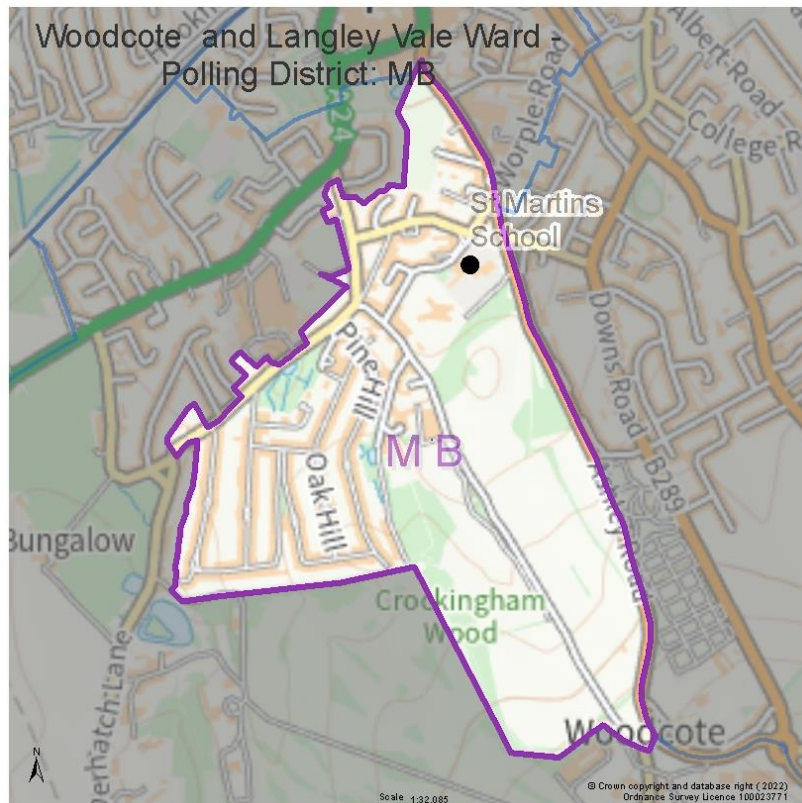 Woodcote and Langley Vale Ward -
Polling District: MB
A24
Worple Road
Albert Road
College R
St Martins
School
Downs Road
B289
Pine Hill
Oak Hill
M B
Ashley Road
Bungalow
Crockingham
Wood
Woodcote
N
Scale 1:32,085
© Crown copyright and database right (2022)
Ordnance Survey Licence 100023771